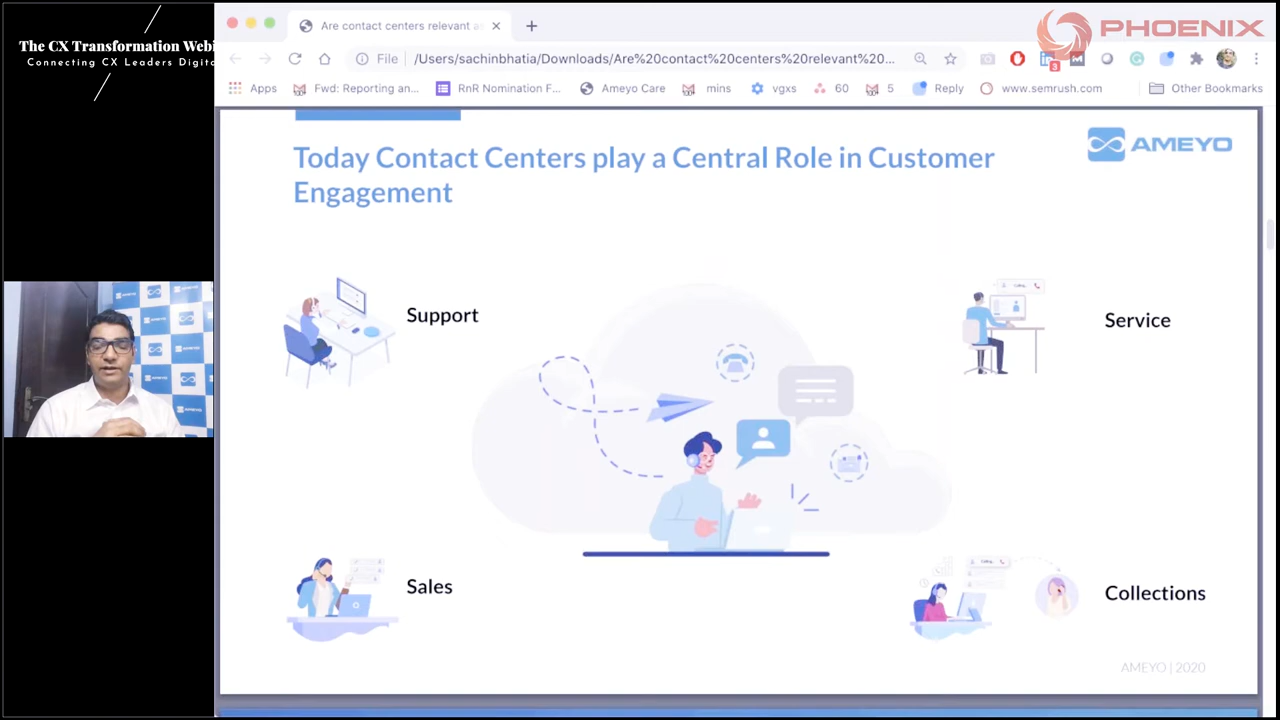 The CX Transformation Webi
Connecting CX Leaders Digita
Are contact centers relevant a
PHOENIX
File
/Users/sachinbhatia/Downloads/Are%20contact%20centers%20relevant%20...
3
Apps
Fwd: Reporting an...
RnR Nomination F...
Ameyo Care
mins
vgxs
60
5
Reply
www.semrush.com
Other Bookmarks
Today Contact Centers play a Central Role in Customer
Engagement
AMEYO
Support
Service
Sales
Collections
AMEYO | 2020